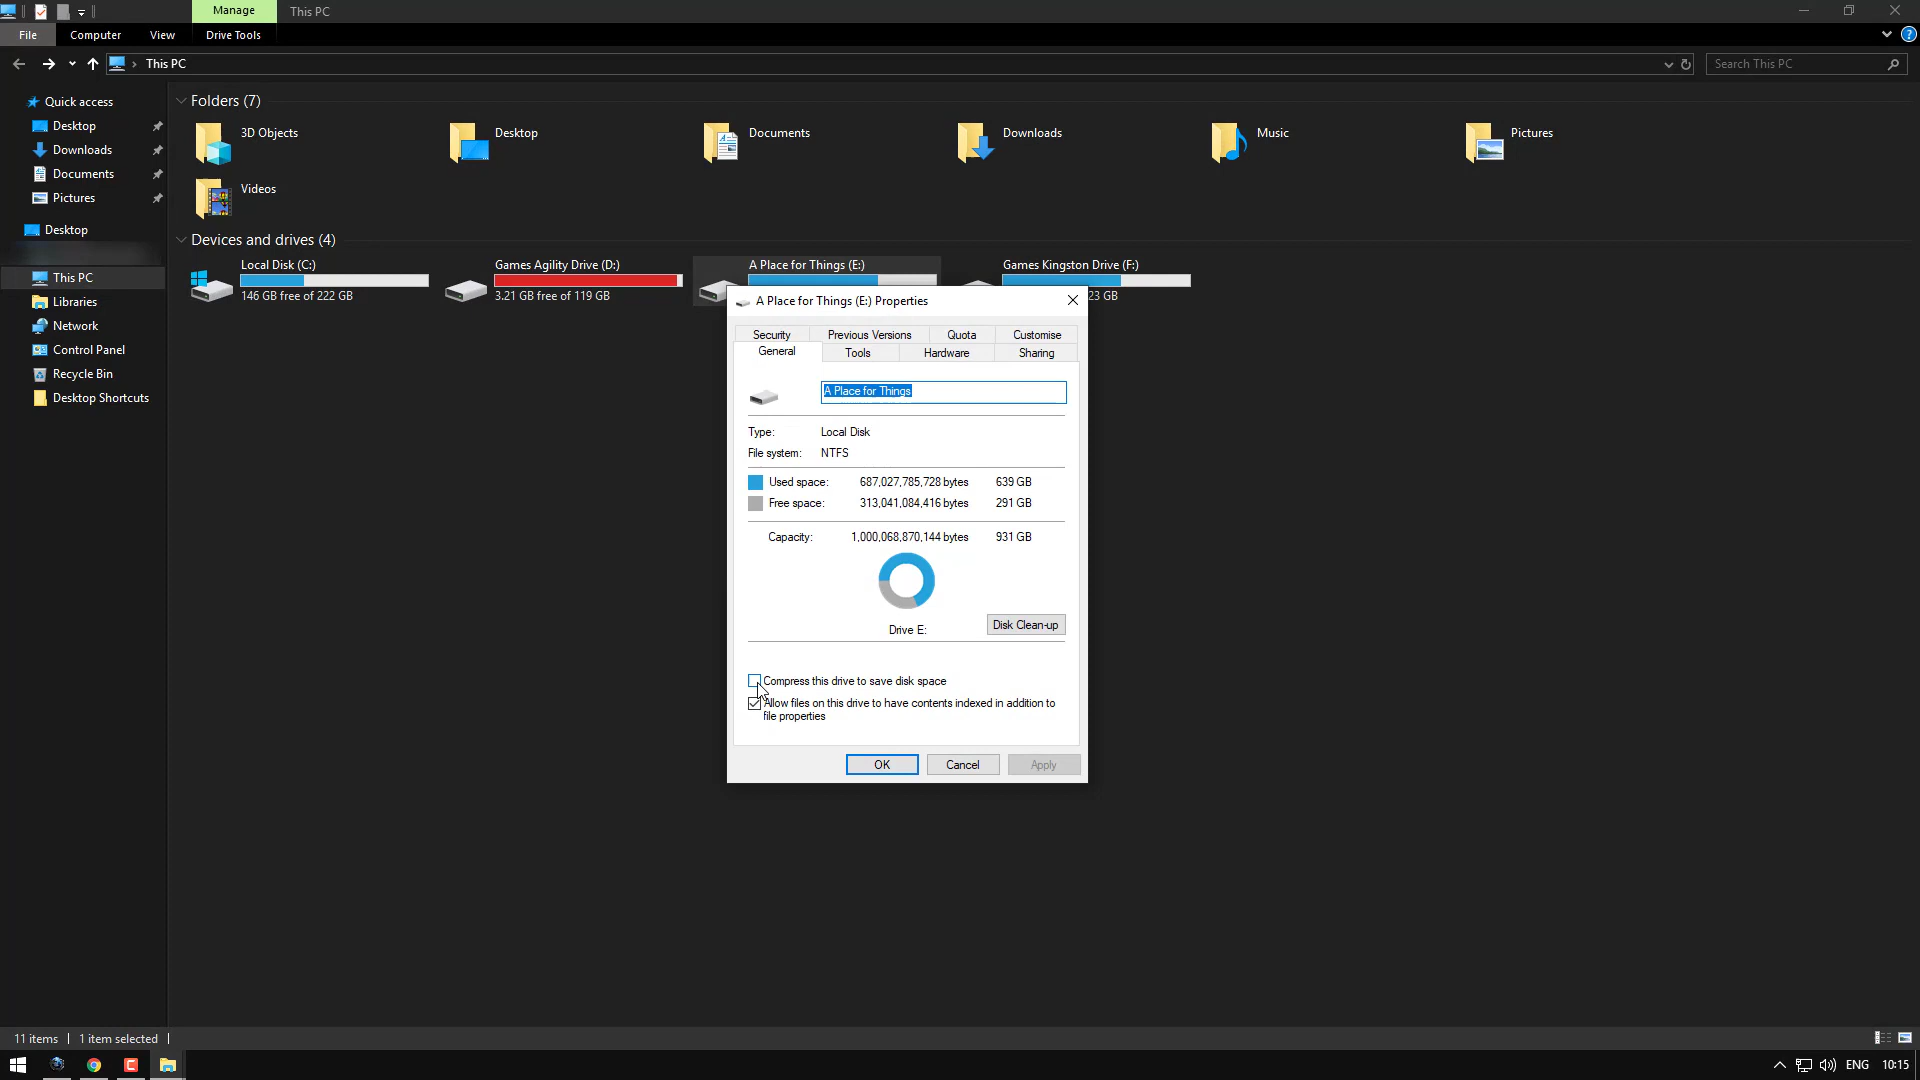 Manage
This PC
File
Computer
View
Drive Tools
This PC
Search This PC
Quick access
Desktop
Downloads
Documents
Pictures
Desktop
This PC
Libraries
Network
Control Panel
Recycle Bin
Desktop Shortcuts
Folders (7)
3D Objects
Desktop
Documents
Downloads
Music
Pictures
Videos
Devices and drives (4)
Local Disk (C:)
146 GB free of 222 GB
Games Agility Drive (D:)
3.21 GB free of 119 GB
A Place for Things (E:)
Games Kingston Drive (F:)
23 GB
A Place for Things (E:) Properties
Security
Previous Versions
Quota
Customise
General
Tools
Hardware
Sharing
A Place for Things
Type: Local Disk
File system: NTFS
Used space: 687,027,785,728 bytes 639 GB
Free space: 313,041,084,416 bytes 291 GB
Capacity: 1,000,068,870,144 bytes 931 GB
Drive E:
Disk Clean-up
Compress this drive to save disk space
Allow files on this drive to have contents indexed in addition to
file properties
OK
Cancel
Apply
11 items
1 item selected
ENG
10:15